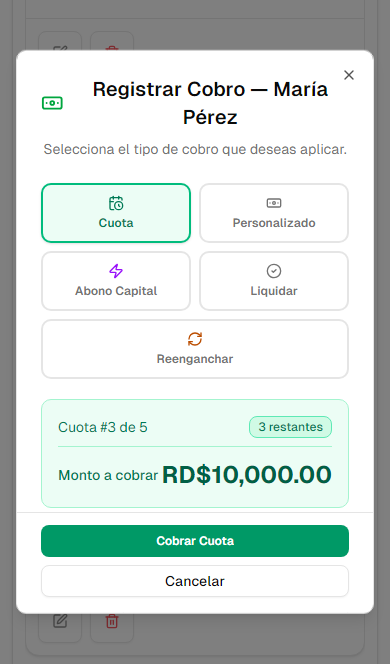 Registrar Cobro — María
Pérez
Selecciona el tipo de cobro que deseas aplicar.
Cuota
Personalizado
Abono Capital
Liquidar
Reenganchar
Cuota #3 de 5
3 restantes
Monto a cobrar RD$10,000.00
Cobrar Cuota
Cancelar